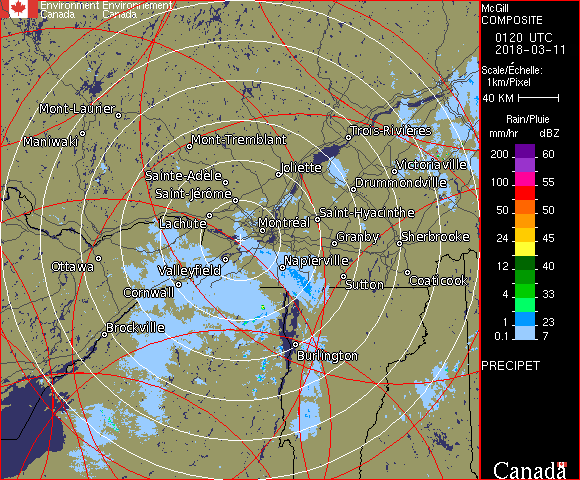 Environment Environnement
Canada Canada
McGill
COMPOSITE
0120 UTC
2018-03-11
Scale/Échelle:
1km/Pixel
40 KM
Rain/Pluie
mm/hr dBZ
200 60
100 55
50 50
24 45
12 40
4 33
1 23
0.1 7
PRECIPET
Canada
Mont-Laurier
Maniwaki
Mont-Tremblant
Trois-Rivières
Joliette
Victoriaville
Sainte-Adèle
Drummondville
Saint-Jérôme
Saint-Hyacinthe
Lachute
Montréal
Granby
Sherbrooke
Ottawa
Valleyfield
Napierville
Sutton
Coaticook
Cornwall
Brockville
Burlington